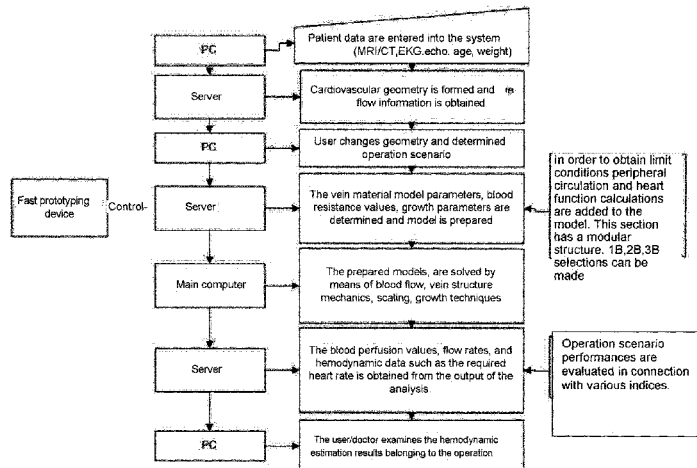 Patient data are entered into the system
(MRI/CT,EKG.echo. age, weight)
PC
Server
Cardiovascular geometry is formed and
flow information is obtained
PC
User changes geometry and determined
operation scenario
Fast prototyping
device
Control-
Server
The vein material model parameters, blood
resistance values, growth parameters are
determined and model is prepared
in order to obtain limit
conditions peripheral
circulation and heart
function calculations
are added to the
model. This section
has a modular
structure. 1B,2B,3B
selections can be
made
Main computer
The prepared models, are solved by
means of blood flow, vein structure
mechanics, scaling, growth techniques
Server
The blood perfusion values, flow rates, and
hemodynamic data such as the required
heart rate is obtained from the output of the
analysis.
Operation scenario
performances are
evaluated in connection
with various indices.
PC
The user/doctor examines the hemodynamic
estimation results belonging to the operation